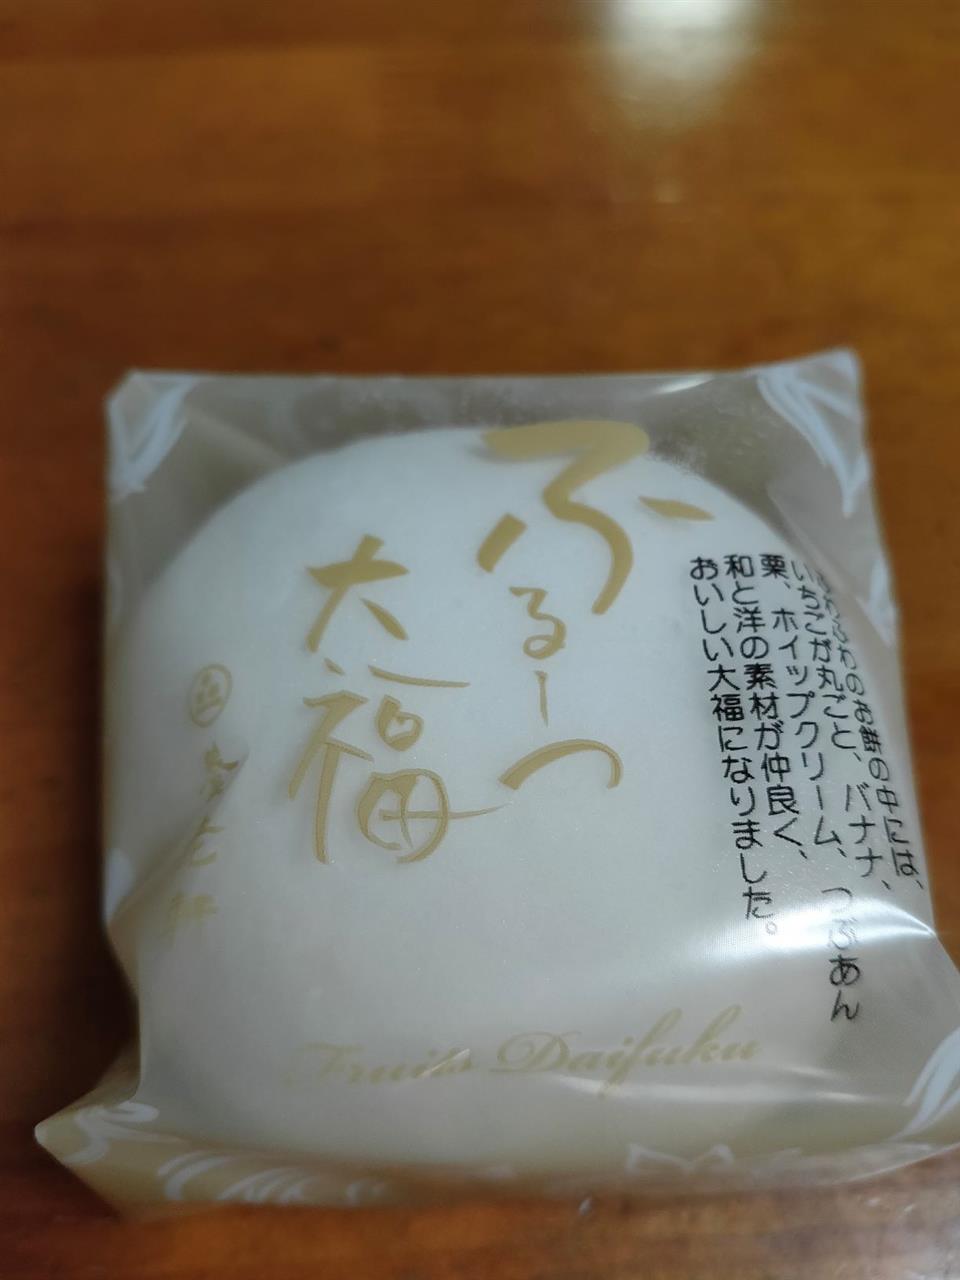 ふるーつ
大福
ふわふわのお餅の中には、
いちごが丸ごと、バナナ、
栗、ホイップクリーム、つぶあん
和と洋の素材が仲良く、
おいしい大福になりました。
Fruits Daifuku